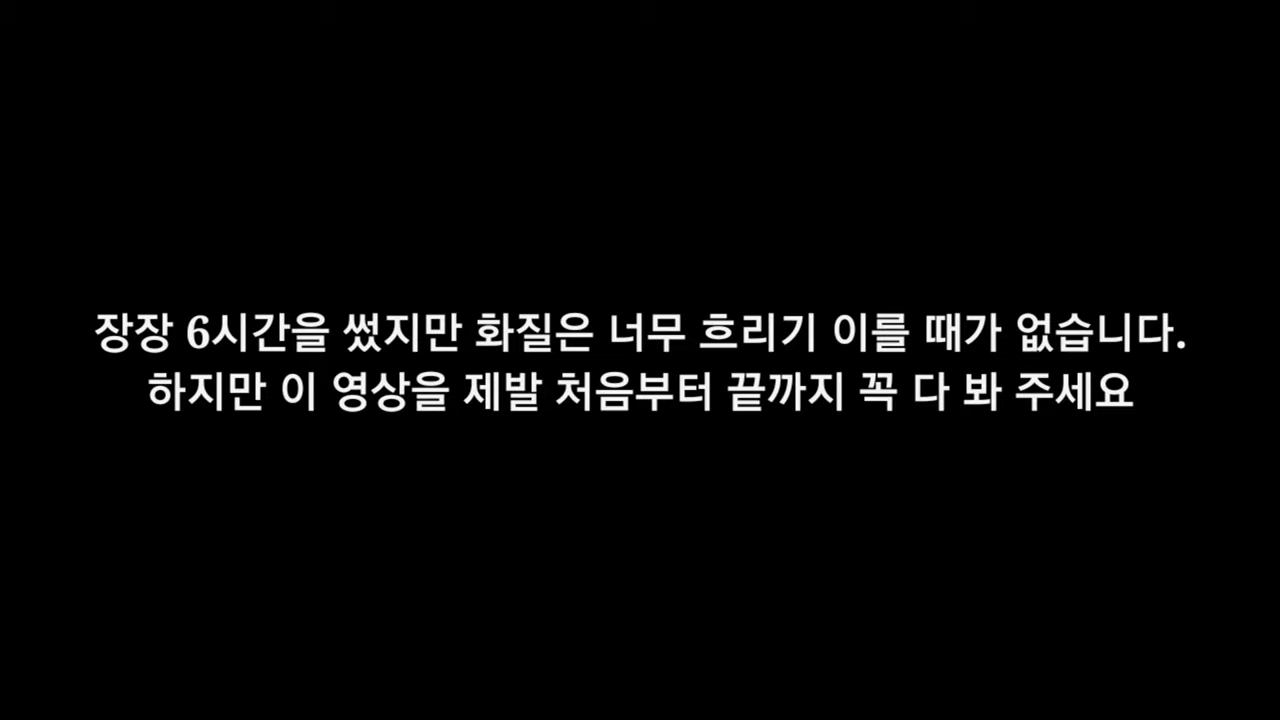 장장 6시간을 썼지만 화질은 너무 흐리기 이를 때가 없습니다.
하지만 이 영상을 제발 처음부터 끝까지 꼭 다 봐 주세요